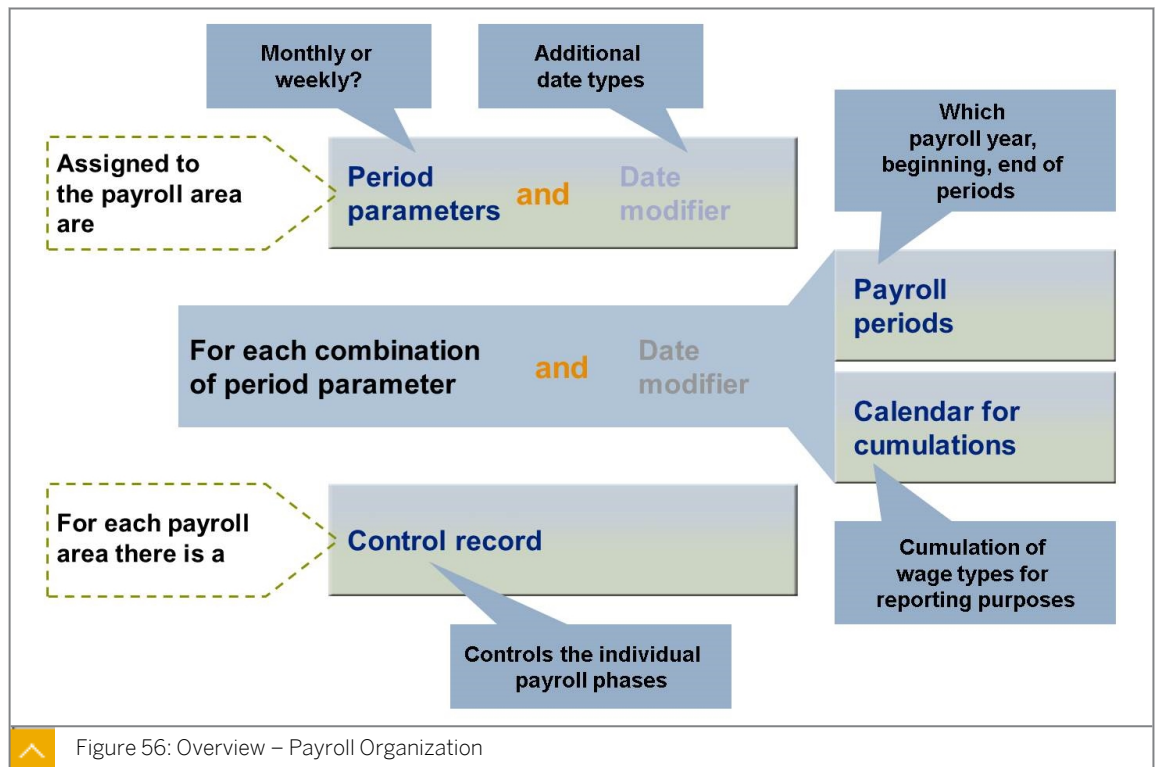 Monthly or
weekly?
Additional
date types
Which
payroll year,
beginning, end of
periods
Assigned to
the payroll area
are
Period
parameters
and
Date
modifier
Payroll
periods
For each combination
of period parameter
and
Date
modifier
Calendar for
cumulations
For each payroll
area there is a
Control record
Cumulation of
wage types for
reporting purposes
Controls the individual
payroll phases
Figure 56: Overview – Payroll Organization